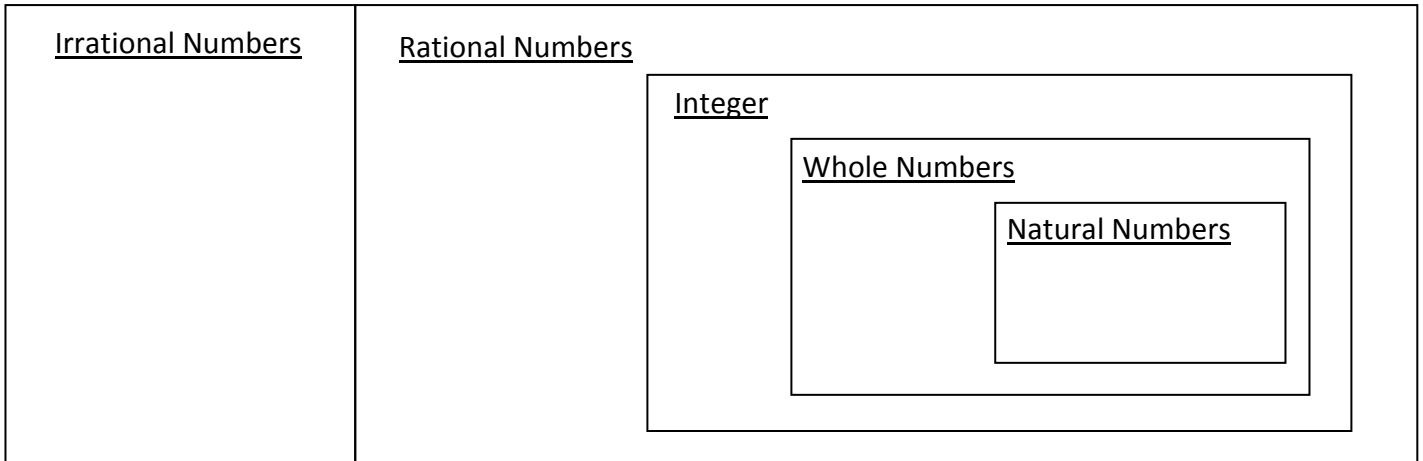 Irrational Numbers
Rational Numbers
Integer
Whole Numbers
Natural Numbers